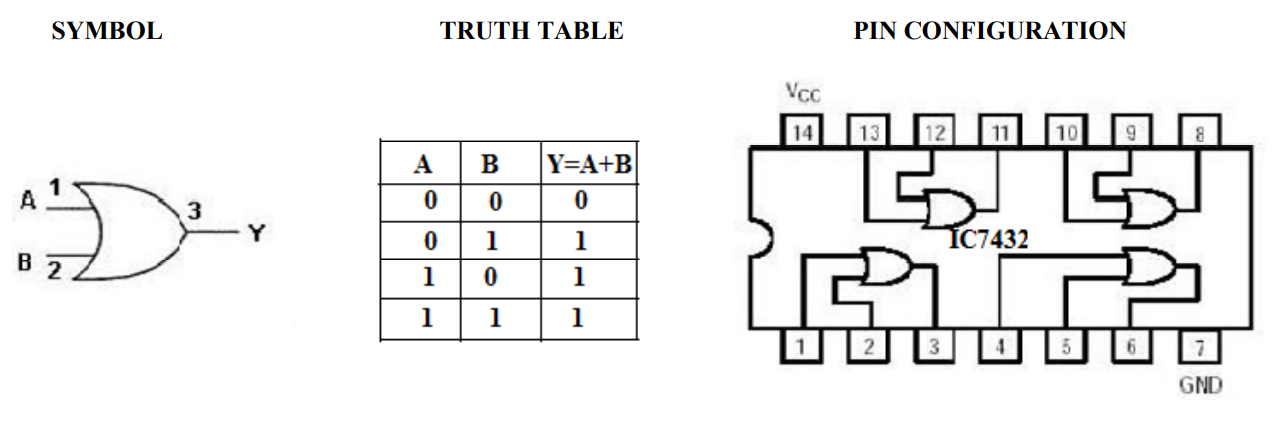 SYMBOL
TRUTH TABLE
PIN CONFIGURATION
A 1
B 2
3
Y
A B Y=A+B
0 0 0
0 1 1
1 0 1
1 1 1
VCC
14 13 12 11 10 9 8
IC7432
1 2 3 4 5 6 7
GND